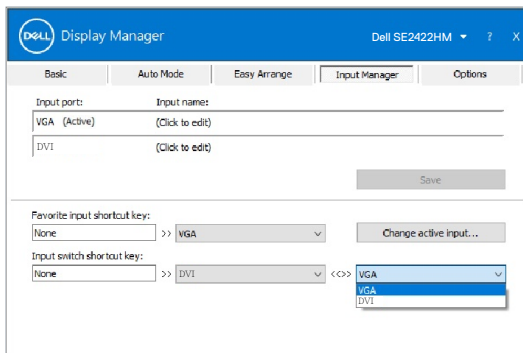 DELL Display Manager Dell SE2422HM ? X
Basic Auto Mode Easy Arrange Input Manager Options
Input port: Input name:
VGA (Active) (Click to edit)
DVI (Click to edit)
Save
Favorite input shortcut key:
None >> VGA Change active input...
Input switch shortcut key:
None >> DVI <<>> VGA
VGA
DVI